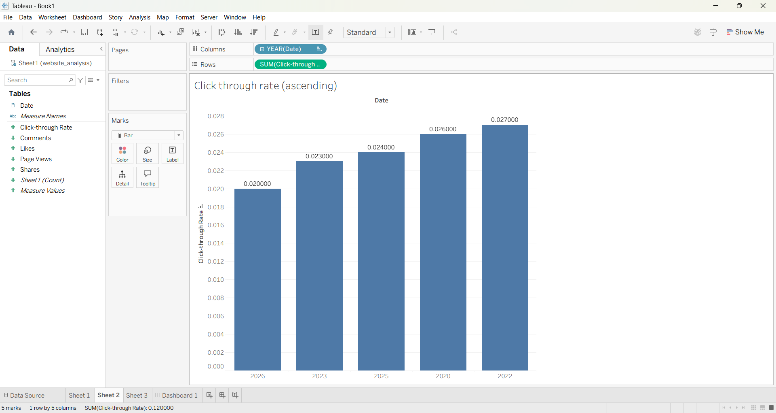 Tableau - Book1
File Data Worksheet Dashboard Story Analysis Map Format Server Window Help
Standard
Show Me
Data Analytics
Sheet1 (website_analysis)
Search
Tables
Date
Measure Names
Click-through Rate
Comments
Likes
Page Views
Shares
Sheet1 (Count)
Measure Values
Pages
Filters
Marks
Bar
Color Size Label
Detail Tooltip
Columns YEAR(Date)
Rows SUM(Click-through ..
Click through rate (ascending)
Date
Click-through Rate
0.028
0.026
0.024
0.022
0.020
0.018
0.016
0.014
0.012
0.010
0.008
0.006
0.004
0.002
0.000
0.020000
0.023000
0.024000
0.026000
0.027000
2023
2020
2022
Data Source Sheet 1 Sheet 2 Sheet 3 Dashboard 1
5 marks 1 row by 5 columns SUM(Click-through Rate): 0.120000